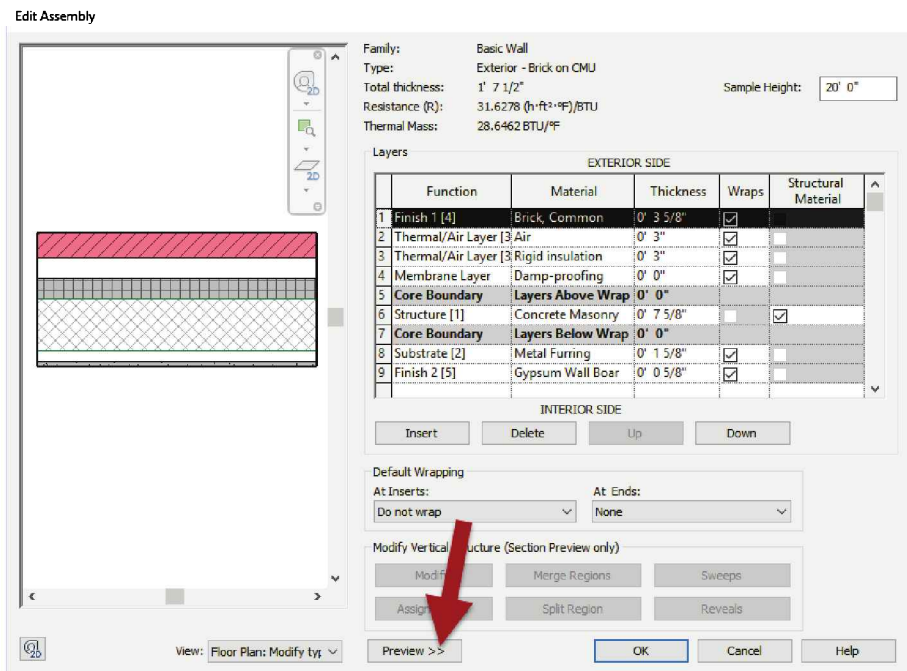 Edit Assembly
Family: Basic Wall
Type: Exterior - Brick on CMU
Total thickness: 1' 7 1/2" Sample Height: 20' 0"
Resistance (R): 31.6278 (h·ft²·°F)/BTU
Thermal Mass: 28.6462 BTU/°F
Layers
EXTERIOR SIDE
Function Material Thickness Wraps Structural Material
1 Finish 1 [4] Brick, Common 0' 3 5/8"
2 Thermal/Air Layer [3 Air 0' 3"
3 Thermal/Air Layer [3 Rigid insulation 0' 3"
4 Membrane Layer Damp-proofing 0' 0"
5 Core Boundary Layers Above Wrap 0' 0"
6 Structure [1] Concrete Masonry 0' 7 5/8"
7 Core Boundary Layers Below Wrap 0' 0"
8 Substrate [2] Metal Furring 0' 1 5/8"
9 Finish 2 [5] Gypsum Wall Boar 0' 0 5/8"
INTERIOR SIDE
Insert Delete Up Down
Default Wrapping
At Inserts: At Ends:
Do not wrap None
Modify Vertical ucture (Section Preview only)
Modif Merge Regions Sweeps
Assign Split Region Reveals
2D
2D
2D
View: Floor Plan: Modify typ Preview >> OK Cancel Help